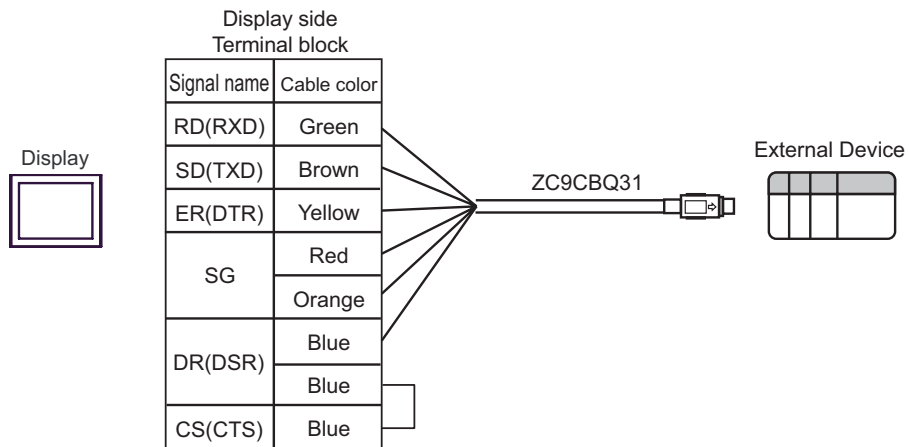 Display side
Terminal block
Signal name Cable color
RD(RXD) Green
SD(TXD) Brown
ER(DTR) Yellow
SG Red
Orange
DR(DSR) Blue
Blue
CS(CTS) Blue
Display
ZC9CBQ31
External Device